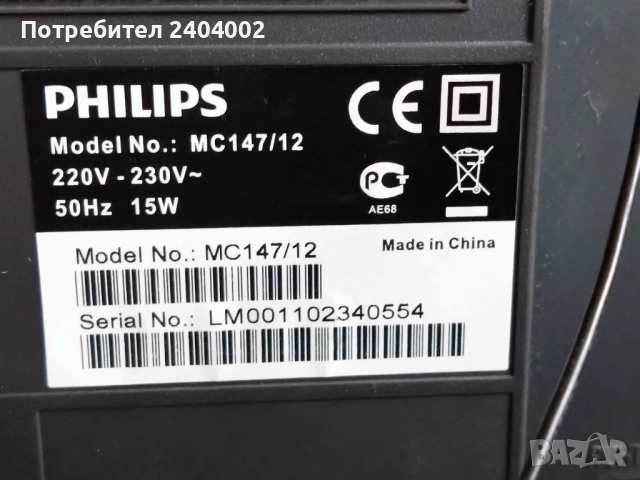 Потребител 2404002
PHILIPS
Model No.: MC147/12
220V - 230V~
50Hz 15W
CE
PCT
AE68
Model No.: MC147/12
Made in China
Serial No.: LM001102340554
BAZAR